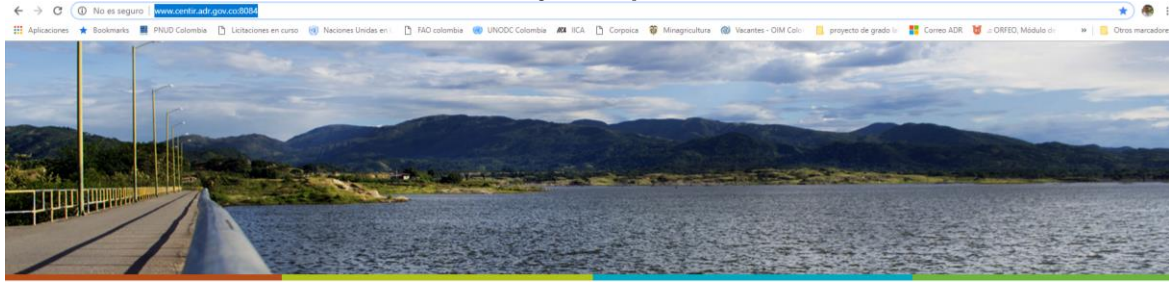 No es seguro | www.centir.adr.gov.co:8084
Aplicaciones Bookmarks PNUD Colombia Licitaciones en curso Naciones Unidas en FAO colombia UNODC Colombia IICA Corpoica Minagricultura Vacantes - OIM Colo proyecto de grado Correo ADR .:: ORFEO, Módulo de » Otros marcadores